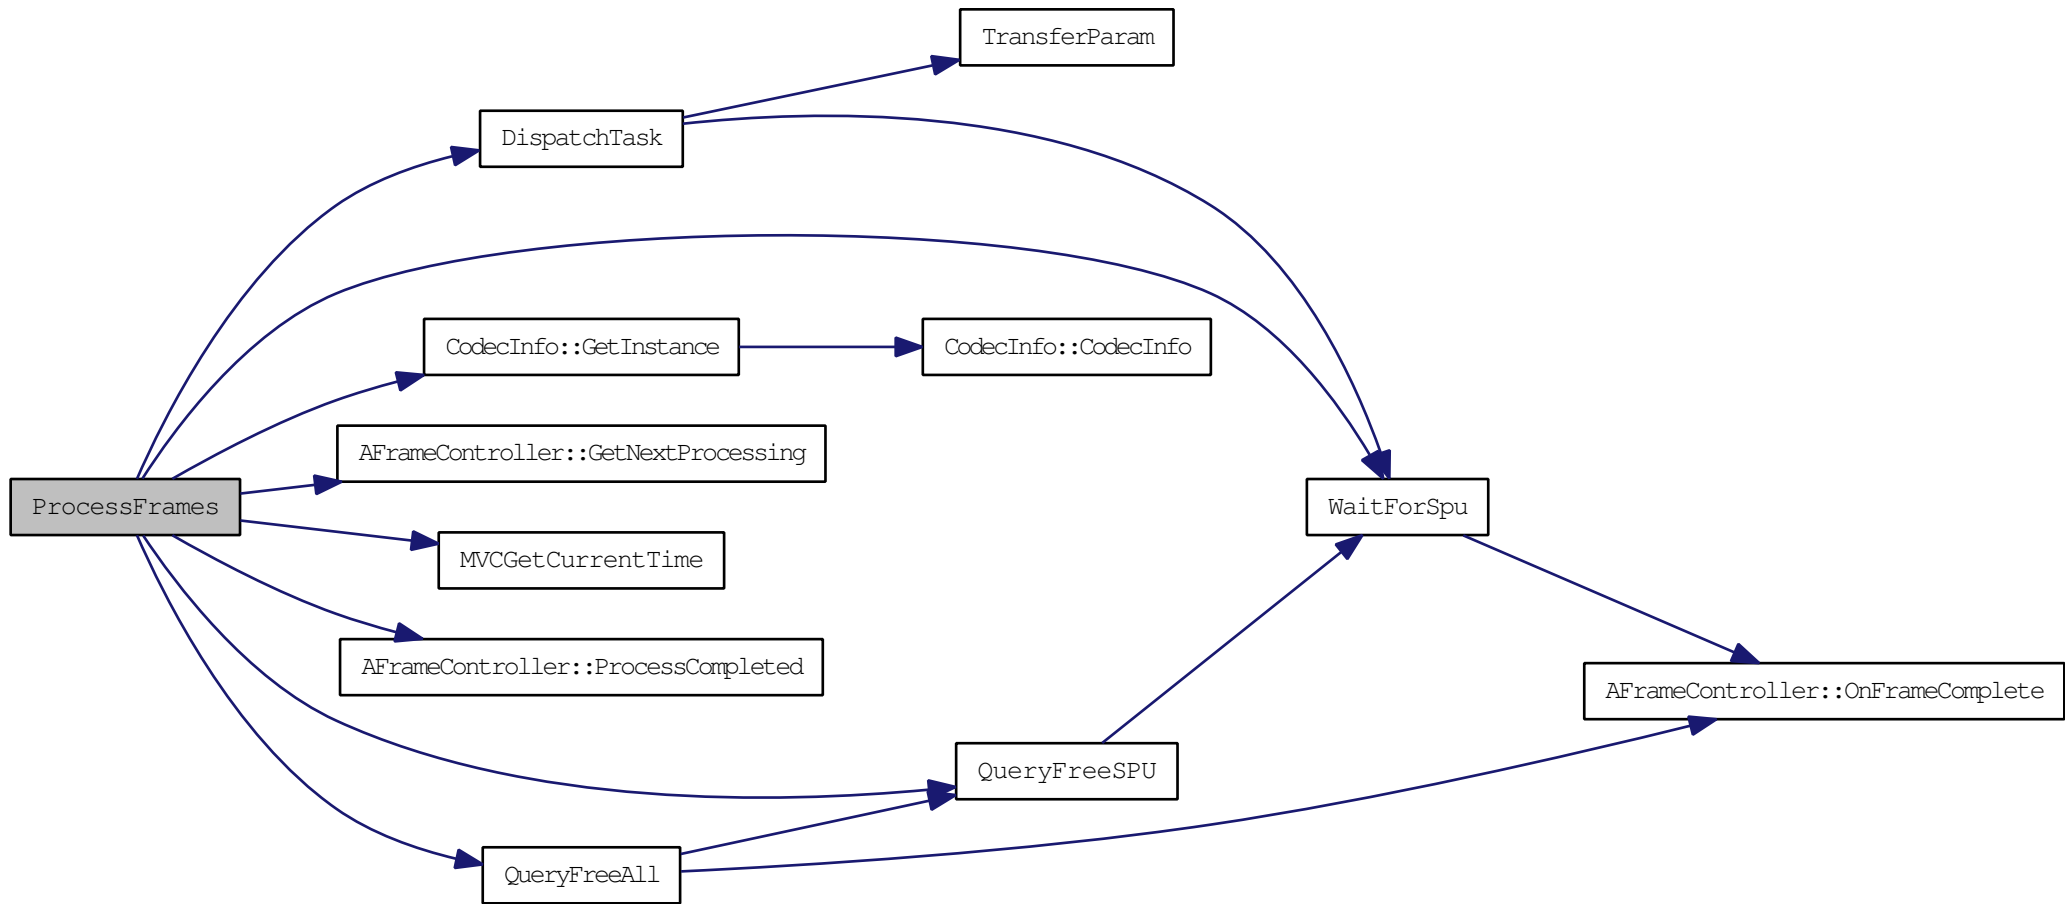 TransferParam
DispatchTask
CodecInfo::GetInstance
CodecInfo::CodecInfo
AFrameController::GetNextProcessing
ProcessFrames
WaitForSpu
MVCGetCurrentTime
AFrameController::ProcessCompleted
AFrameController::OnFrameComplete
QueryFreeSPU
QueryFreeAll